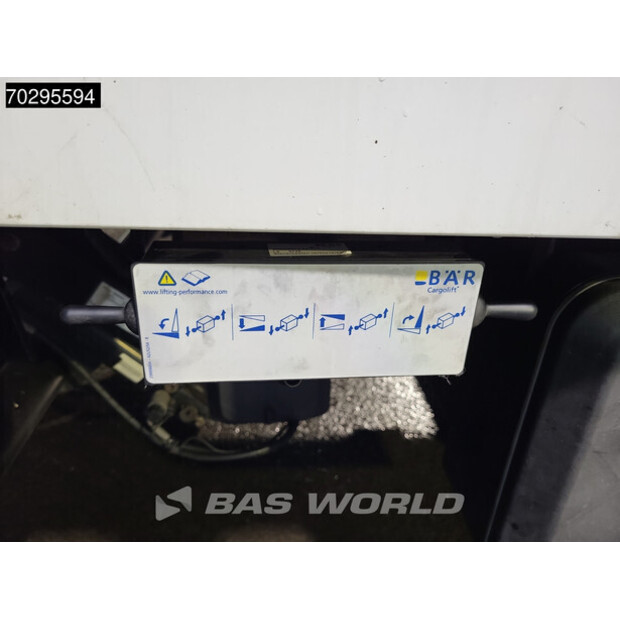 70295594
BÄR
Cargolift
www.lifting-performance.com
BAS WORLD